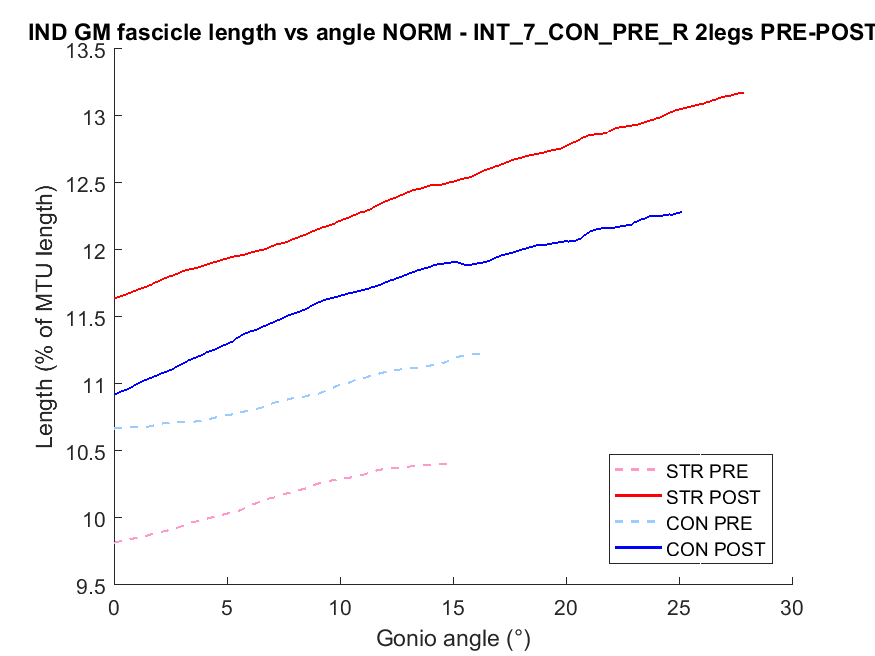 IND GM fascicle length vs angle NORM - INT_7_CON_PRE_R 2legs PRE-POST
Length (% of MTU length)
13.5
13
12.5
12
11.5
11
10.5
10
9.5
0
5
10
15
20
25
30
Gonio angle (°)
STR PRE
STR POST
CON PRE
CON POST